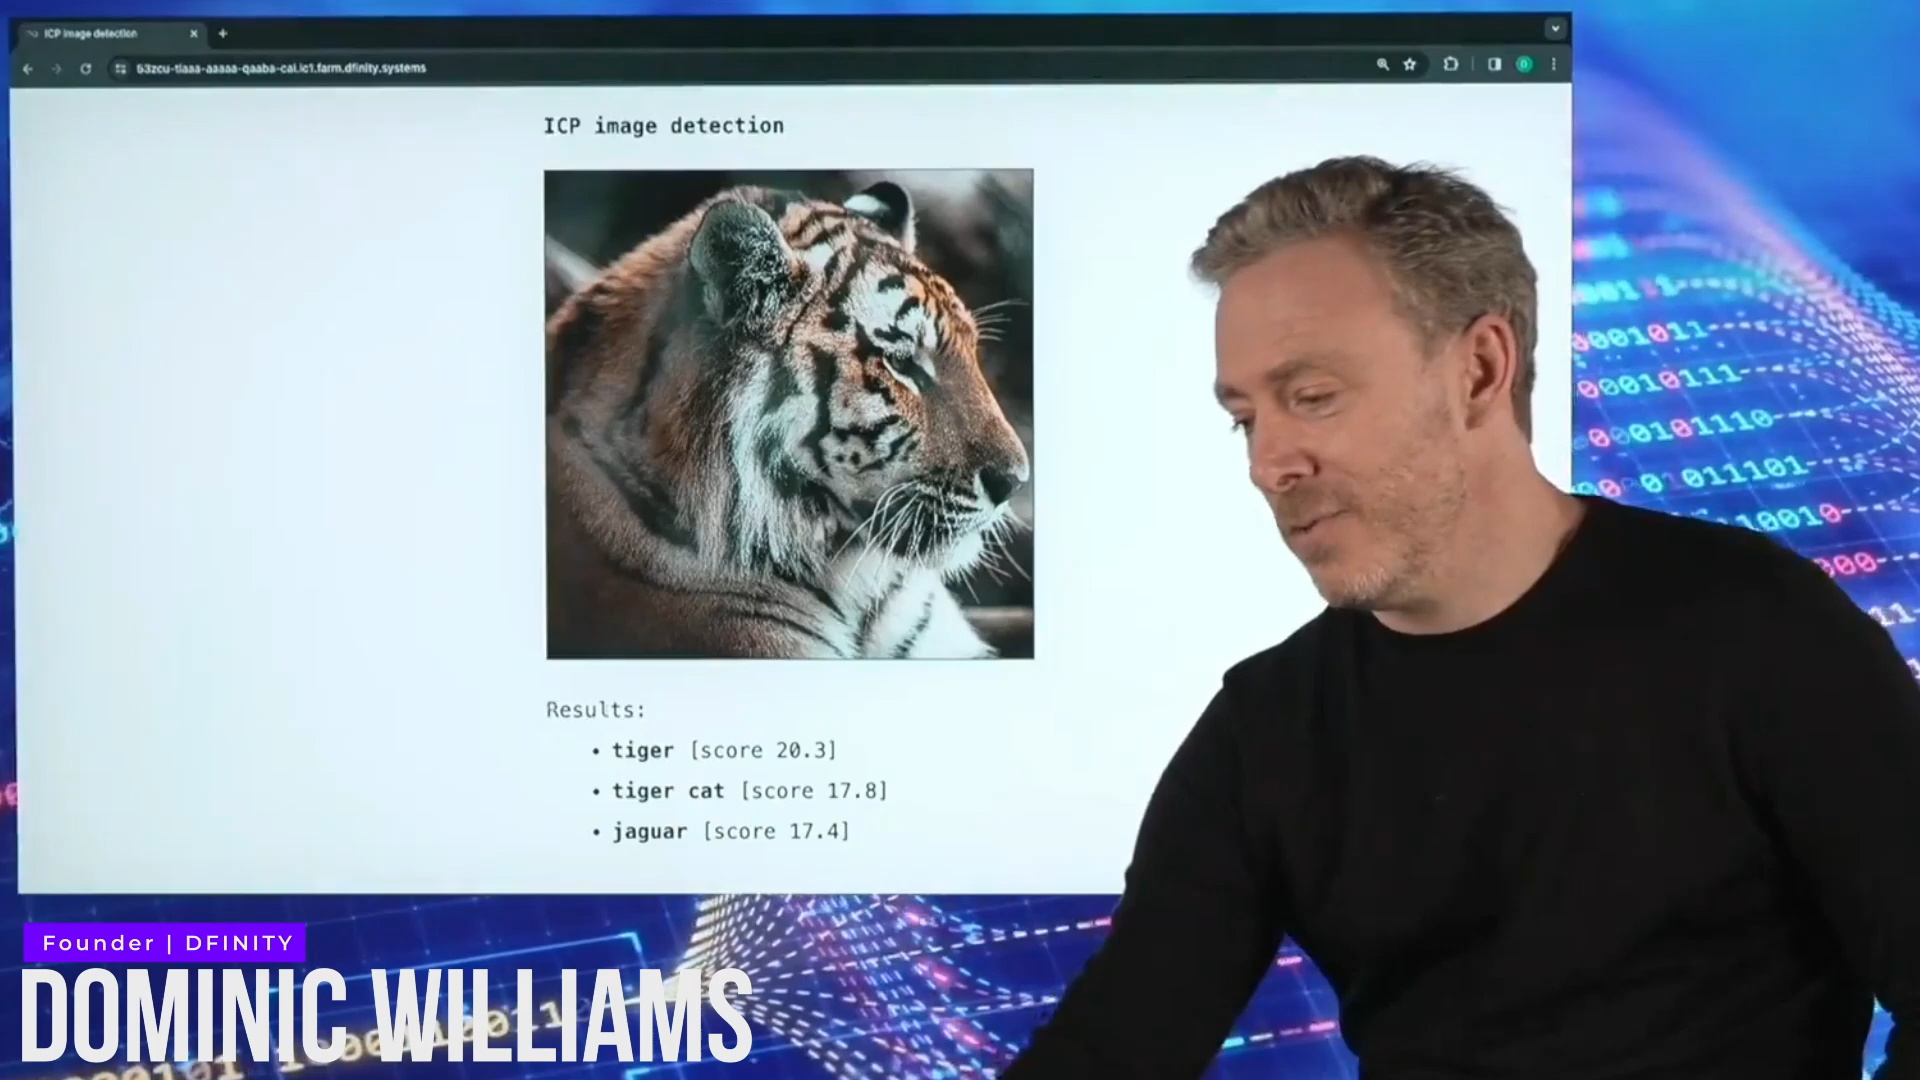 ICP image detection
53zcu-tiaaa-aaaaa-qaaba-cai.ic1.farm.dfinity.systems
ICP image detection
Results:
• tiger [score 20.3]
• tiger cat [score 17.8]
• jaguar [score 17.4]
Founder | DFINITY
DOMINIC WILLIAMS